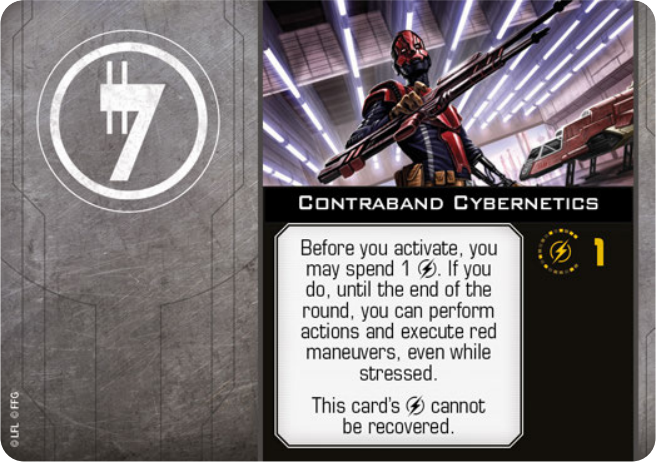 CONTRABAND CYBERNETICS
Before you activate, you
may spend 1 . If you
do, until the end of the
round, you can perform
actions and execute red
maneuvers, even while
stressed.
This card's cannot
be recovered.
1
©LFL ©FFG